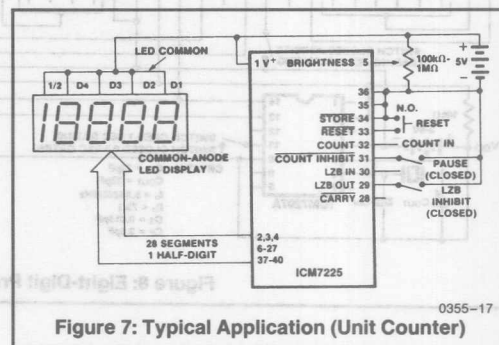 LED COMMON
1/2 D4 D3 D2 D1
COMMON-ANODE
LED DISPLAY
28 SEGMENTS
1 HALF-DIGIT
1 V+ BRIGHTNESS 5
36
35
STORE 34
RESET 33
COUNT 32
COUNT INHIBIT 31
LZB IN 30
LZB OUT 29
CARRY 28
2,3,4
6-27
37-40
ICM7225
100kΩ-
1MΩ
+
5V
N.O.
RESET
COUNT IN
PAUSE
(CLOSED)
LZB
INHIBIT
(CLOSED)
0355-17
Figure 7: Typical Application (Unit Counter)